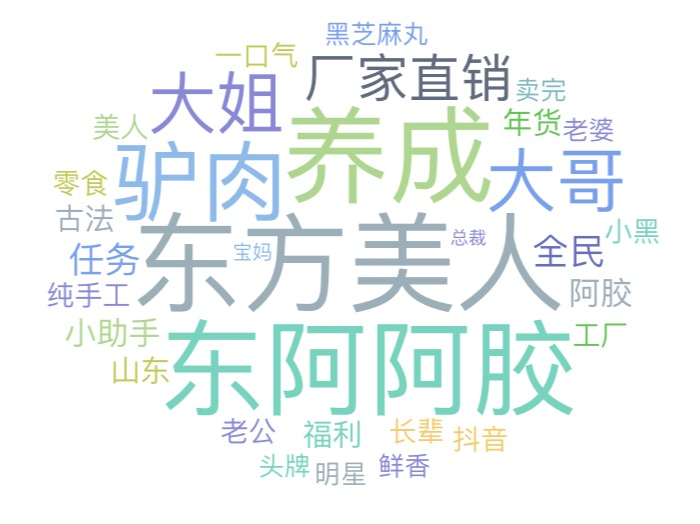 黑芝麻丸
一口气
厂家直销
大姐
卖完
养成
年货
美人
老婆
驴肉
大哥
零食
古法
东方美人
小黑
总裁
宝妈
全民
任务
纯手工
阿胶
东阿阿胶
小助手
工厂
山东
老公
福利
长辈
抖音
头牌
明星
鲜香